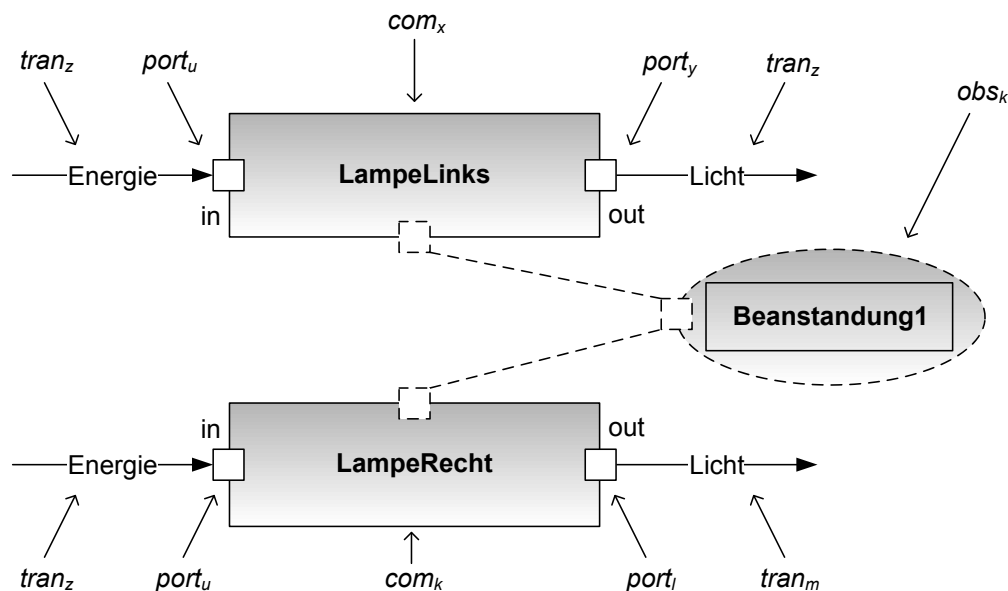 com_x
tran_z port_u port_y tran_z
obs_k
Energie LampeLinks Licht
in out
Beanstandung1
in out
Energie LampeRecht Licht
tran_z port_u com_k port_l tran_m